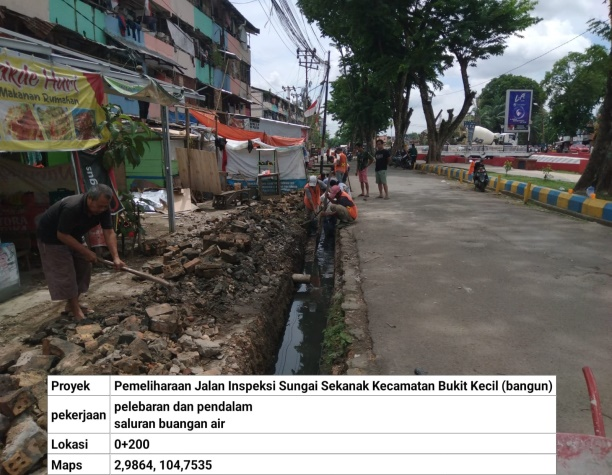 Makanan Rumahan
Proyek Pemeliharaan Jalan Inspeksi Sungai Sekanak Kecamatan Bukit Kecil (bangun)
pekerjaan pelebaran dan pendalam
saluran buangan air
Lokasi 0+200
Maps 2,9864, 104,7535